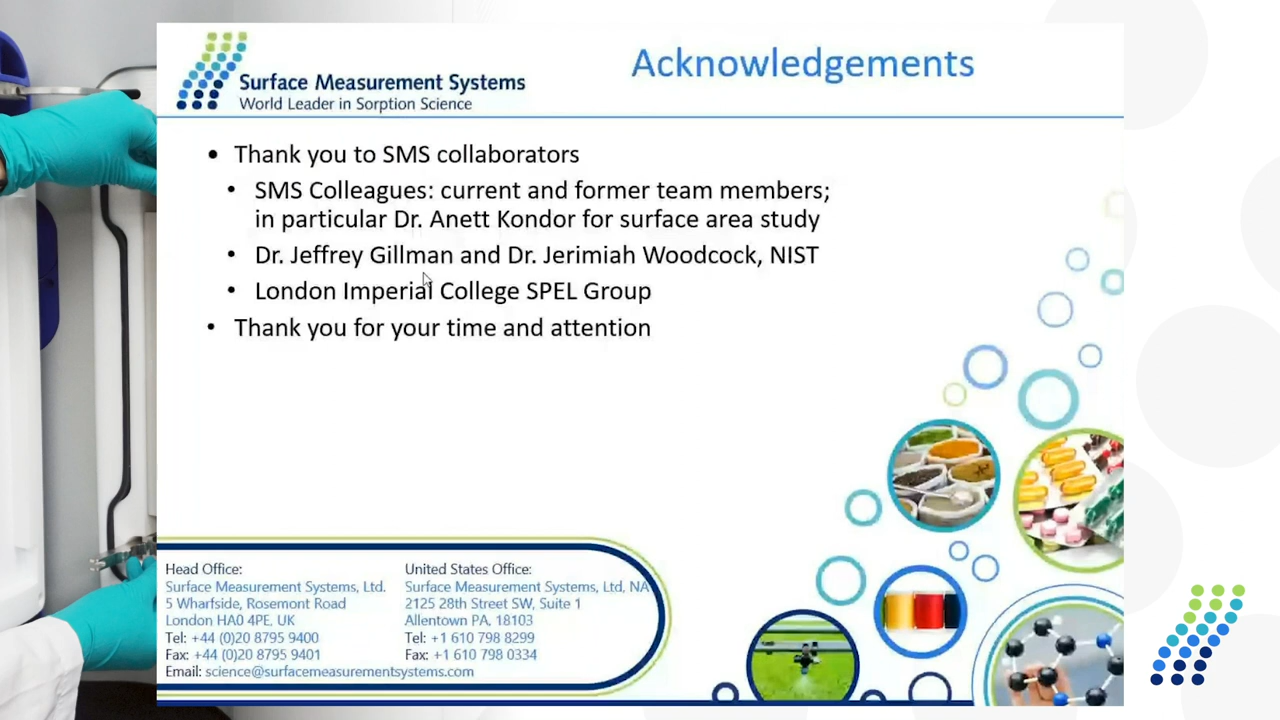 Surface Measurement Systems
World Leader in Sorption Science
Acknowledgements
• Thank you to SMS collaborators
• SMS Colleagues: current and former team members;
in particular Dr. Anett Kondor for surface area study
• Dr. Jeffrey Gillman and Dr. Jerimiah Woodcock, NIST
• London Imperial College SPEL Group
• Thank you for your time and attention
Head Office:
Surface Measurement Systems, Ltd.
5 Wharfside, Rosemont Road
London HA0 4PE, UK
Tel: +44 (0)20 8795 9400
Fax: +44 (0)20 8795 9401
Email: science@surfacemeasurementsystems.com
United States Office:
Surface Measurement Systems, Ltd, NA
2125 28th Street SW, Suite 1
Allentown PA, 18103
Tel: +1 610 798 8299
Fax: +1 610 798 0334